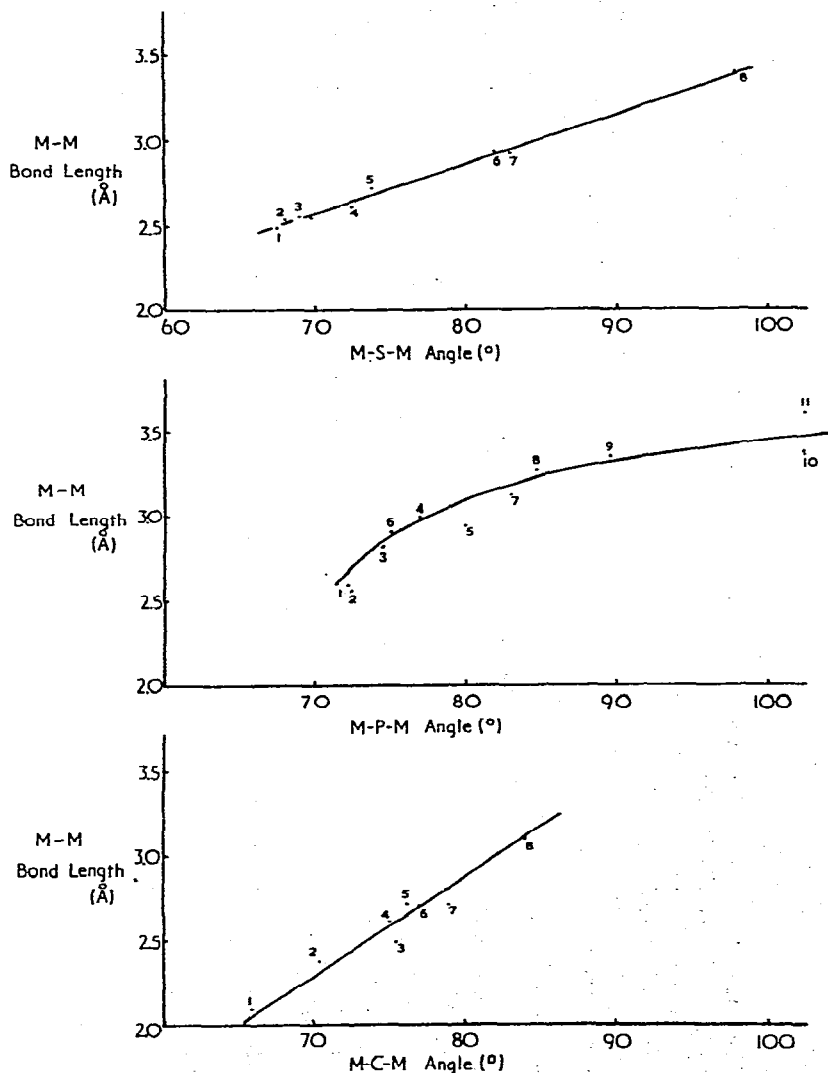 3.5
8
M-M
3.0
Bond Length
(Å)
5
6 7
2 3
4
2.5
1
2.0
60 70 80 90 100
M-S-M Angle (°)
11
3.5
9
8
10
M-M
7
Bond Length
3.0
6 4
(Å)
5
3
2.5
1 2
2.0
70 80 90 100
M-P-M Angle (°)
3.5
M-M
3.0
Bond Length
8
(Å)
5
4 6 7
2.5
2
3
1
2.0
70 80 90 100
M-C-M Angle (°)